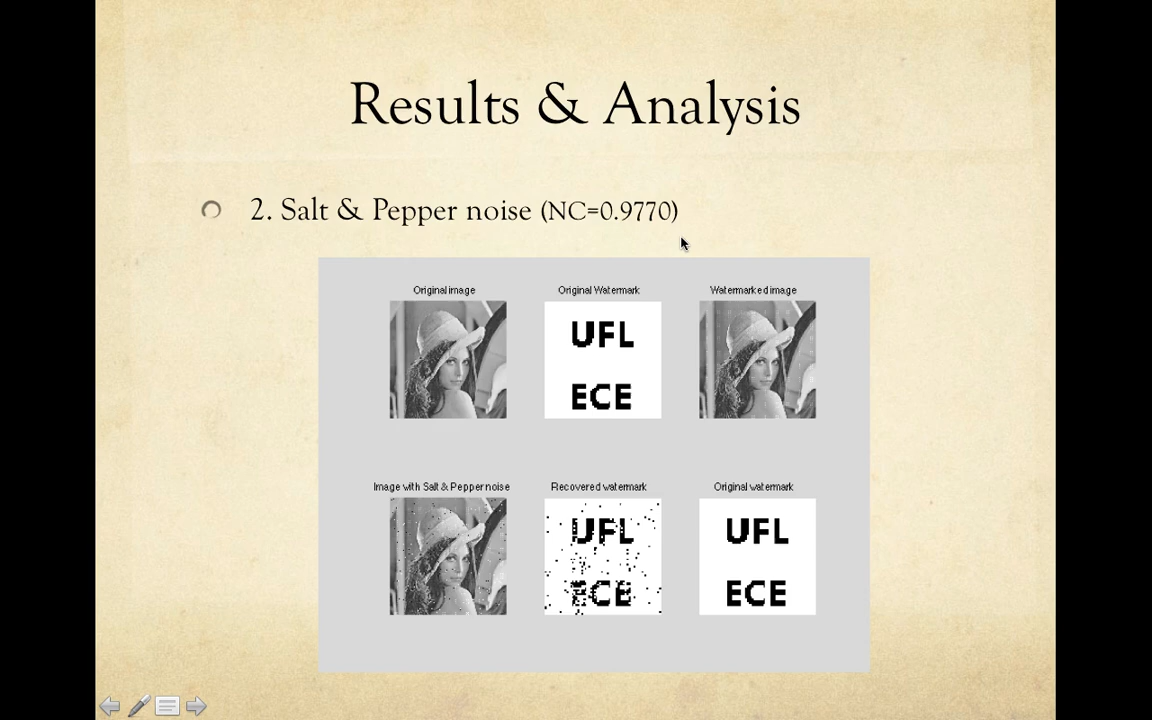 Results & Analysis
2. Salt & Pepper noise (NC=0.9770)
Original image
Original Watermark
Watermarked image
UFL
ECE
Image with Salt & Pepper noise
Recovered watermark
Original watermark
UFL
ECE
UFL
ECE